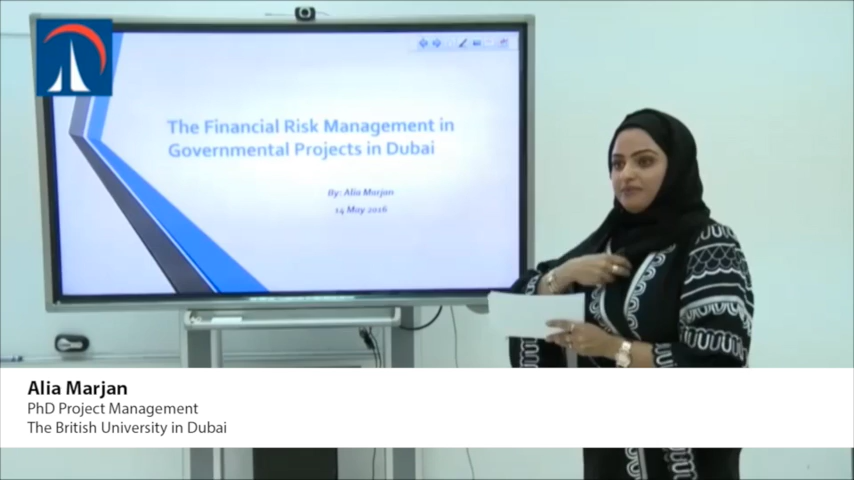 The Financial Risk Management in
Governmental Projects in Dubai
By: Alia Marjan
14 May 2016
Alia Marjan
PhD Project Management
The British University in Dubai